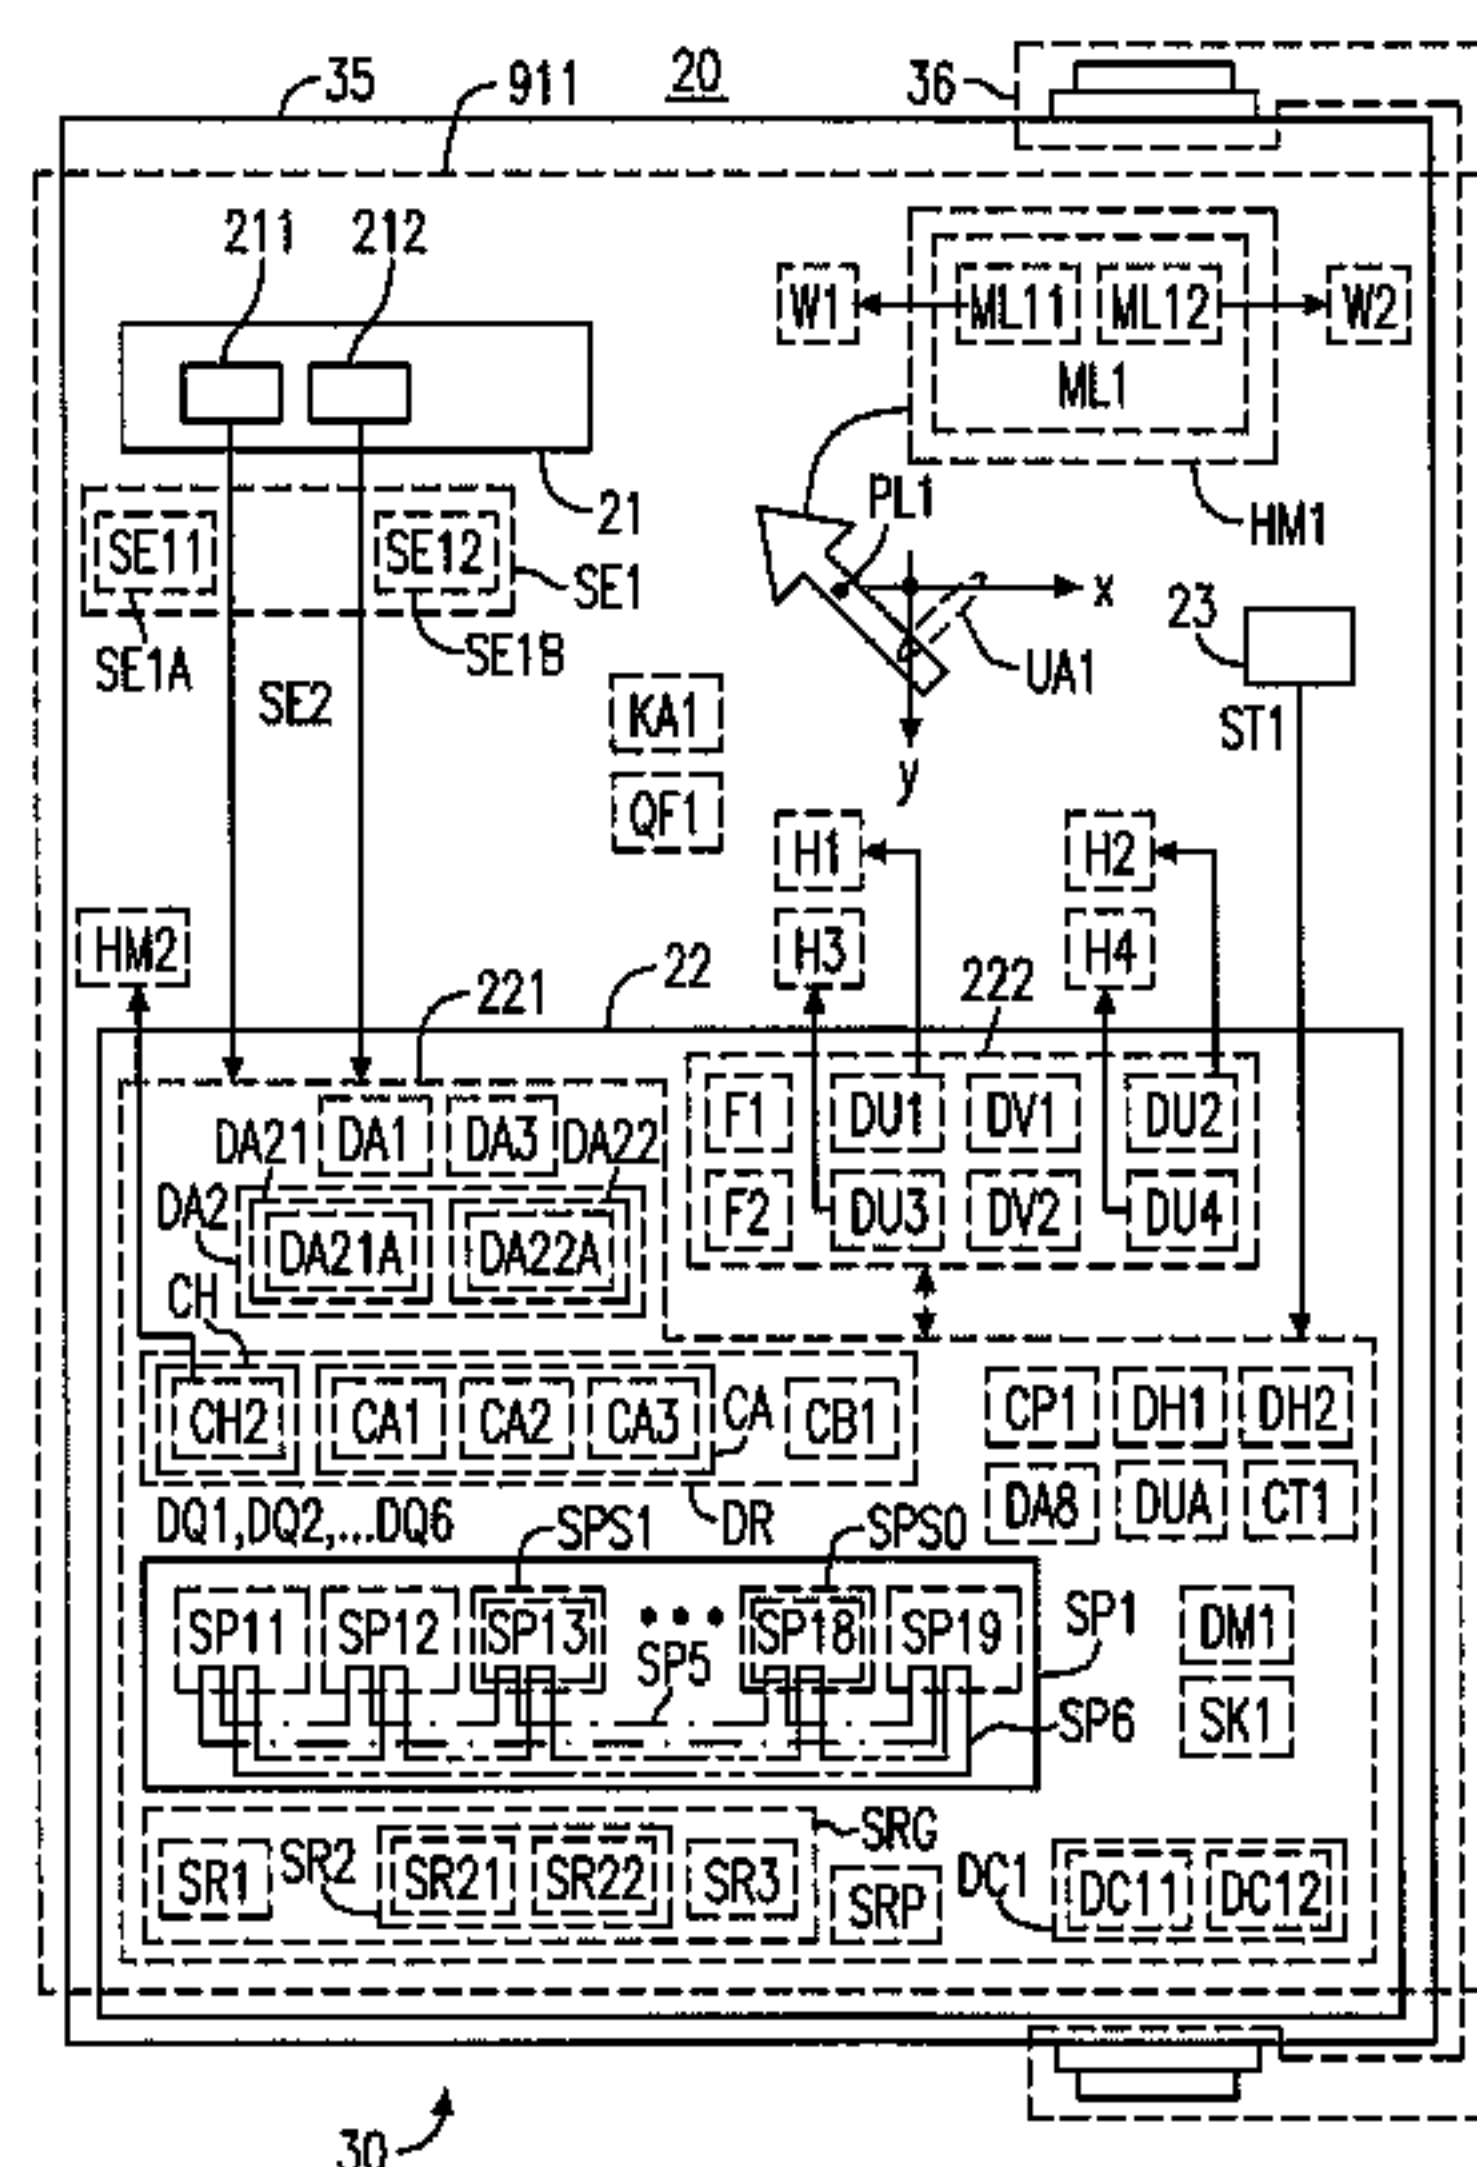 20
35
911
36
211 212
W1 ML11 ML12 W2
ML1
21
PL1
HM1
SE11 SE12
SE1
x
23
SE1A
SE1B
UA1
SE2
KA1
ST1
y
QF1
H1 H2
HM2
H3 H4
221
22
222
DA21 DA1 DA3 DA22
F1 DU1 DV1 DU2
DA2
F2 DU3 DV2 DU4
DA21A DA22A
CH
CH2 CA1 CA2 CA3 CA CB1
CP1 DH1 DH2
DQ1,DQ2,...DQ6
DR
DA8 DUA CT1
SPS1 SPS0
SP11 SP12 SP13 ●●● SP18 SP19
SP1
DM1
SP5
SP6
SK1
SRG
SR1 SR2 SR21 SR22 SR3
SRP
DC1
DC11 DC12
30